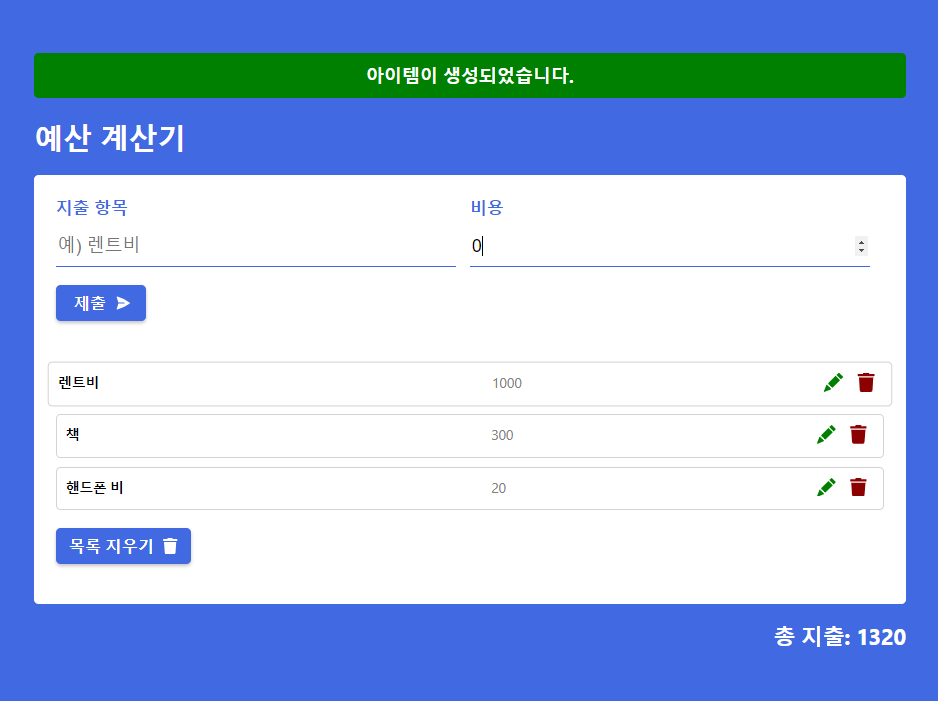 아이템이 생성되었습니다.
예산 계산기
지출 항목 비용
예) 렌트비 0
제출
렌트비 1000
책 300
핸드폰 비 20
목록 지우기
총 지출: 1320